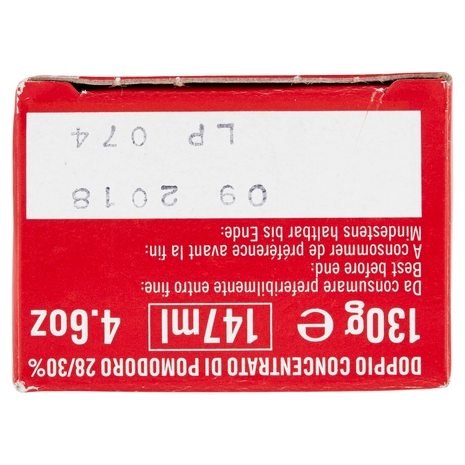 DOPPIO CONCENTRATO DI POMODORO 28/30%
130g ℮ 147ml 4.6oz
Da consumare preferibilmente entro fine:
Best before end:
À consommer de préférence avant la fin:
Mindestens haltbar bis Ende:
09 2018
LP 074